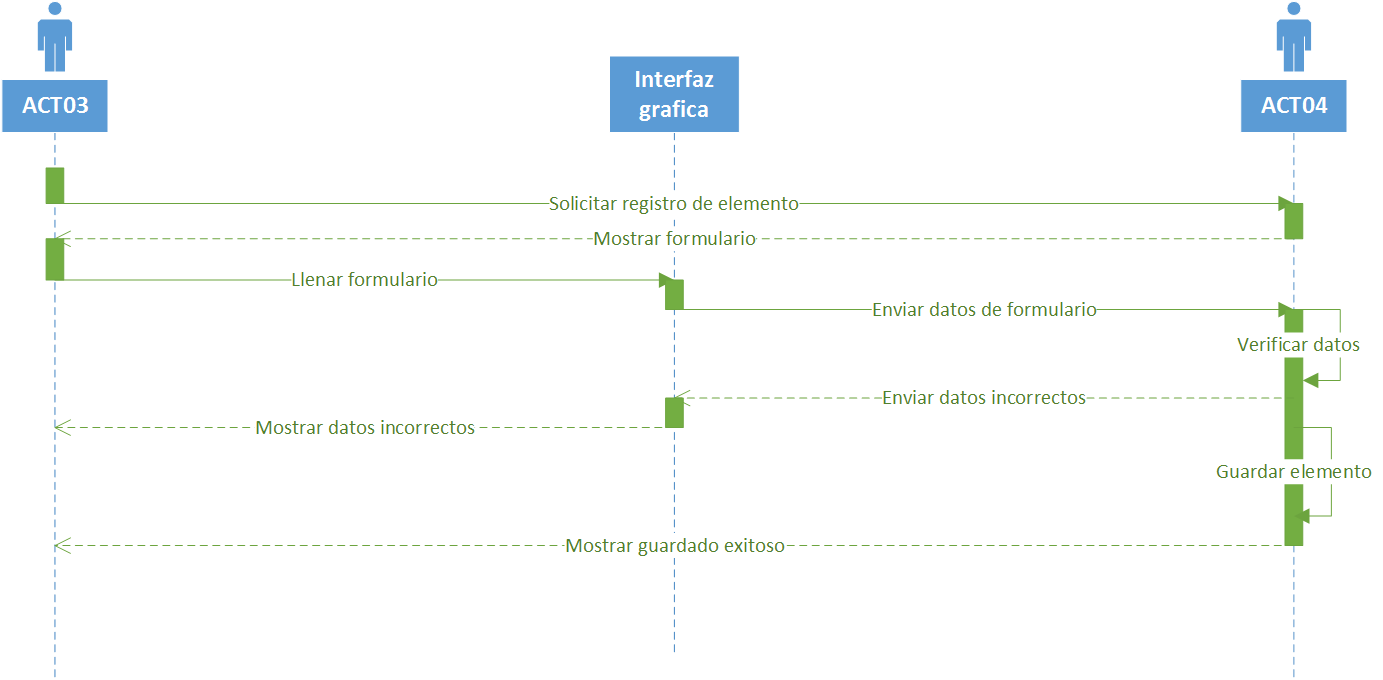 ACT03
Interfaz
grafica
ACT04
Solicitar registro de elemento
Mostrar formulario
Llenar formulario
Enviar datos de formulario
Verificar datos
Enviar datos incorrectos
Mostrar datos incorrectos
Guardar elemento
Mostrar guardado exitoso